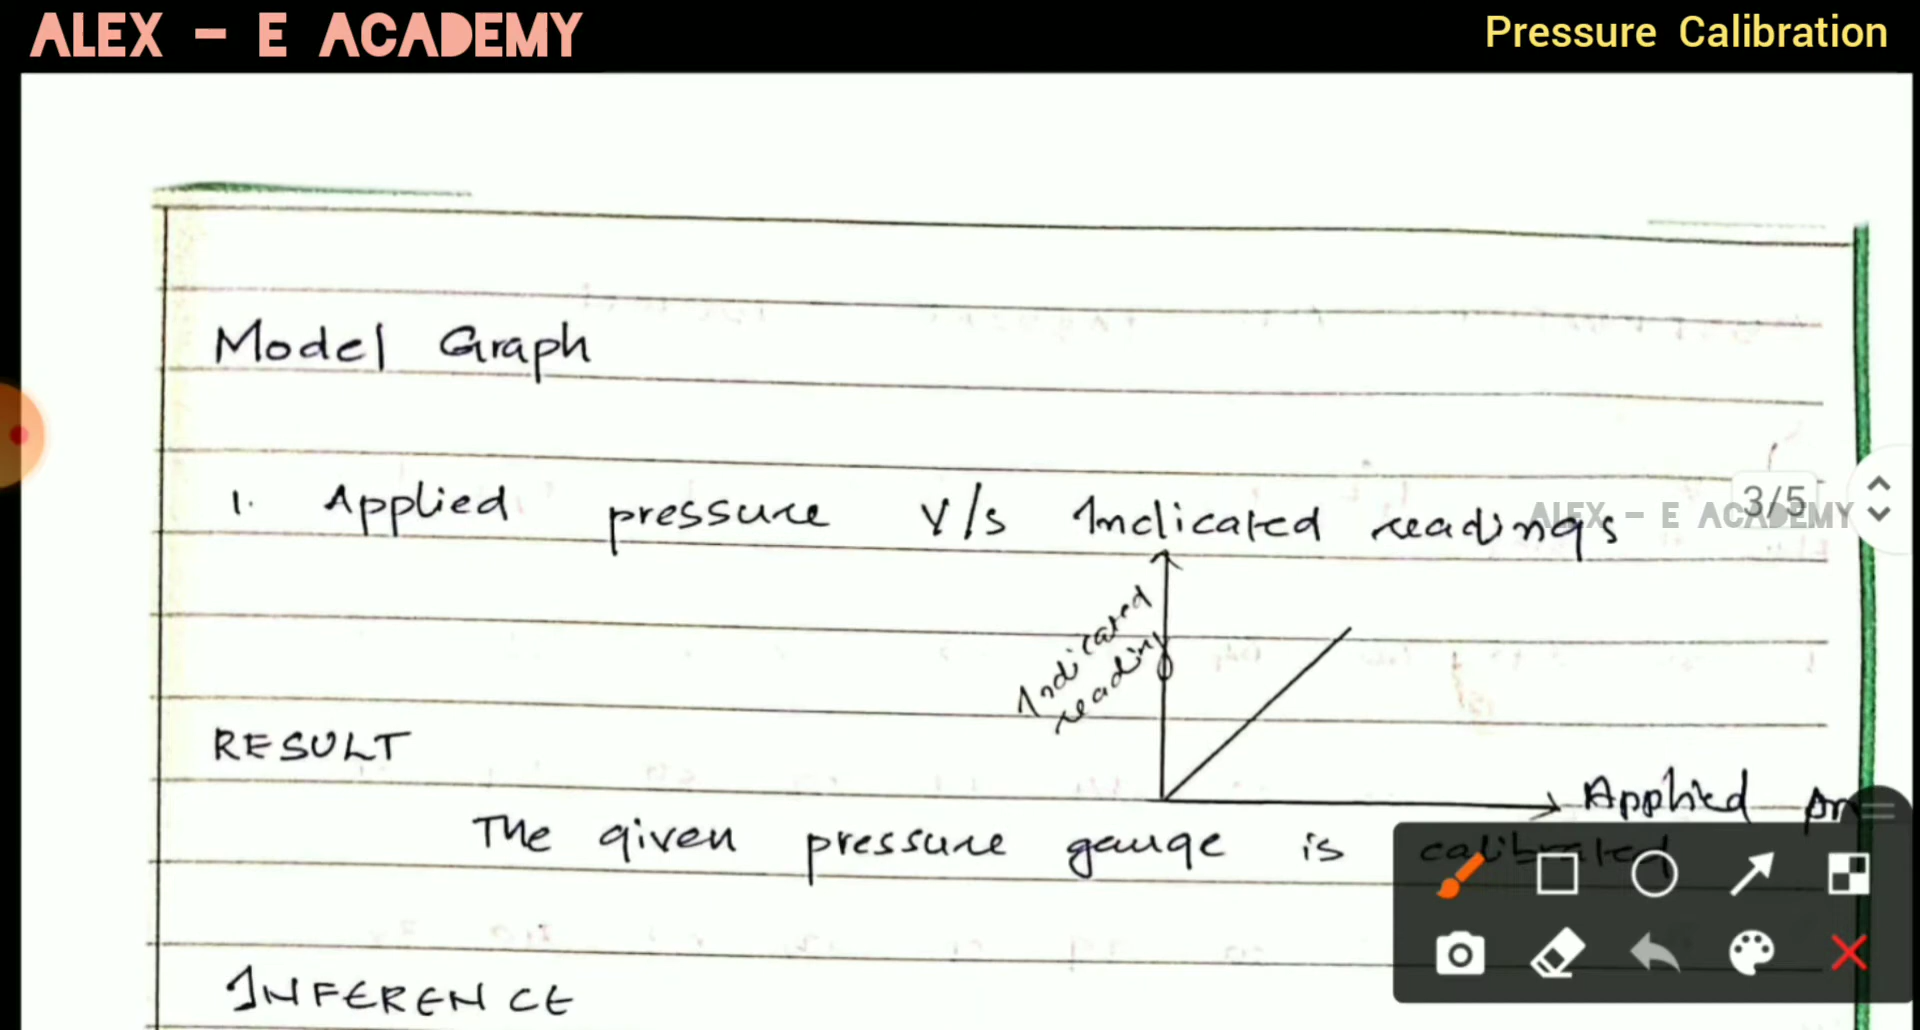 ALEX - E ACADEMY
Pressure Calibration
Model Graph
1. Applied pressure V/s Indicated readings
3/5
ALEX - E ACADEMY
Indicated
reading
RESULT
Applied
The given pressure gauge is calibrated
INFERENCE